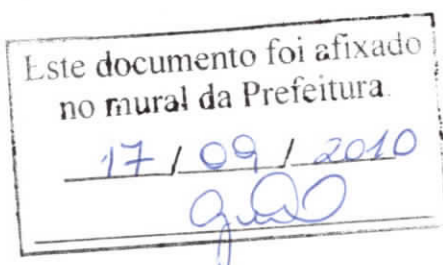 Este documento foi afixado
no mural da Prefeitura.
17 / 09 / 2010